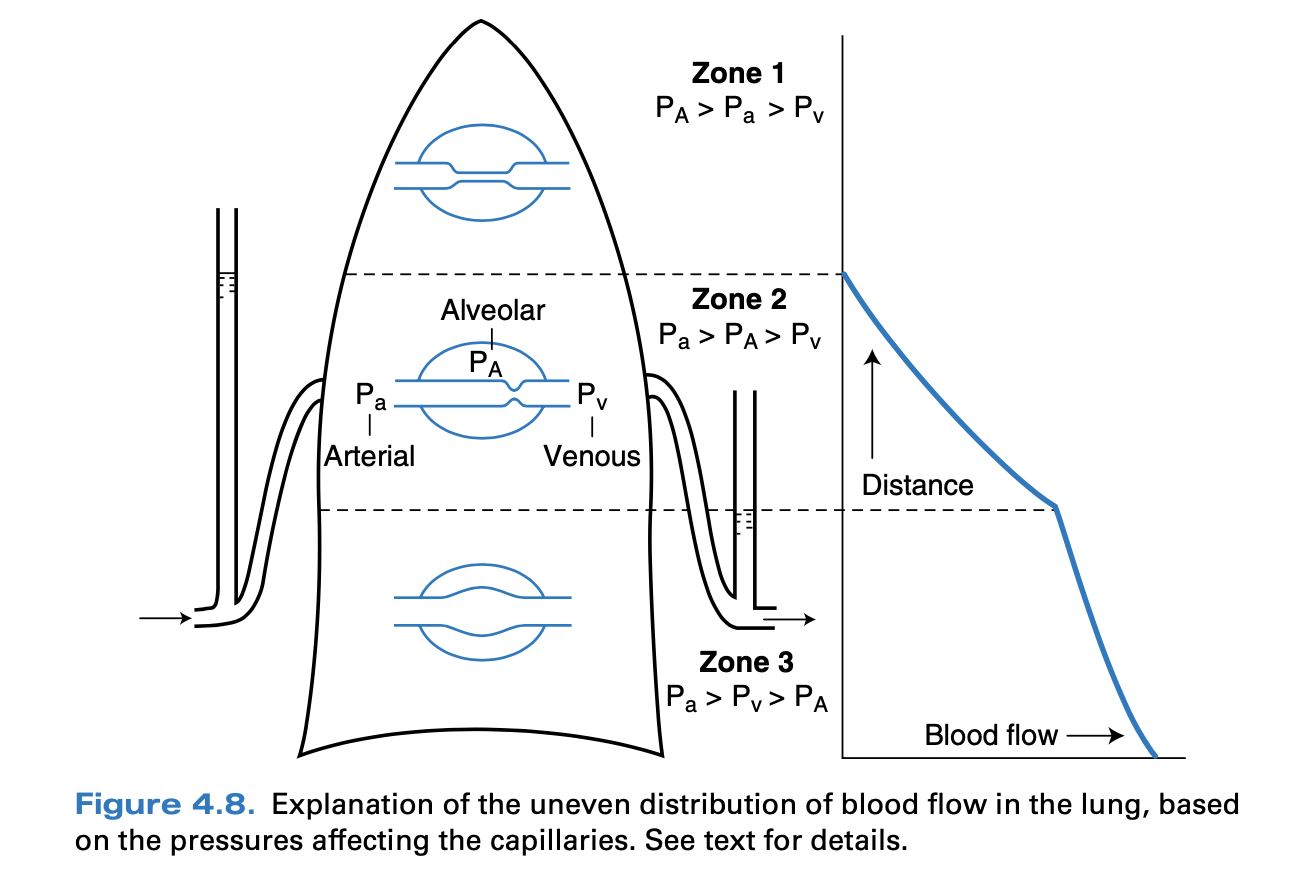 Zone 1
PA > Pa > Pv
Zone 2
Pa > PA > Pv
Alveolar
PA
Pa
Pv
Arterial
Venous
Distance
Zone 3
Pa > Pv > PA
Blood flow
Figure 4.8. Explanation of the uneven distribution of blood flow in the lung, based
on the pressures affecting the capillaries. See text for details.